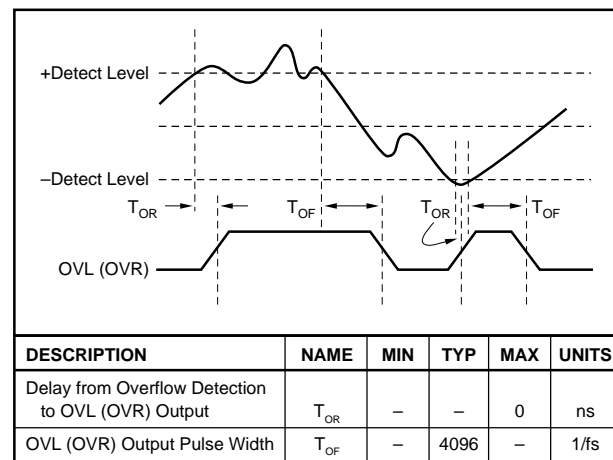 +Detect Level
–Detect Level
T_OR T_OF T_OR T_OF
OVL (OVR)
DESCRIPTION NAME MIN TYP MAX UNITS
Delay from Overflow Detection
to OVL (OVR) Output T_OR – – 0 ns
OVL (OVR) Output Pulse Width T_OF – 4096 – 1/fs